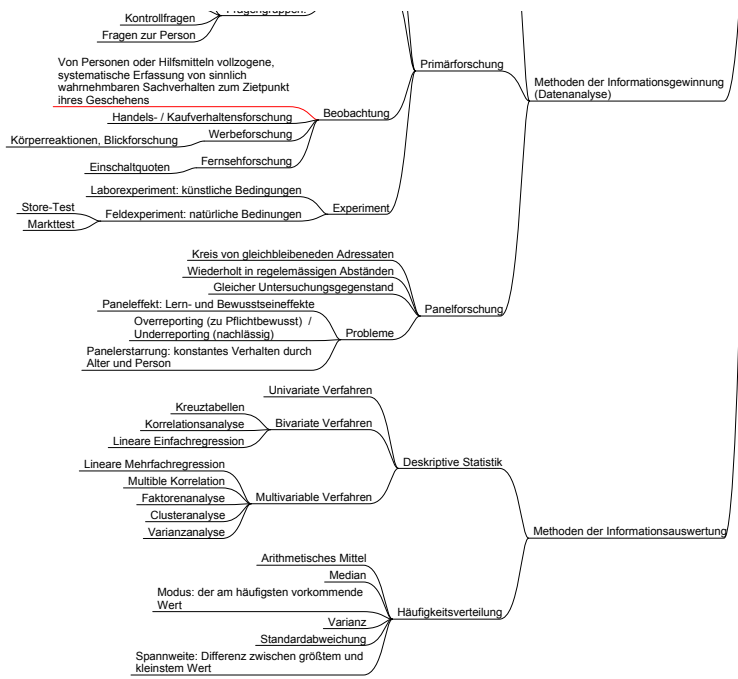 Kontrollfragen
Fragengruppen:
Fragen zur Person
Primärforschung
Methoden der Informationsgewinnung
(Datenanalyse)
Von Personen oder Hilfsmitteln vollzogene,
systematische Erfassung von sinnlich
wahrnehmbaren Sachverhalten zum Zietpunkt
ihres Geschehens
Beobachtung
Handels- / Kaufverhaltensforschung
Körperreaktionen, Blickforschung
Werbeforschung
Einschaltquoten
Fernsehforschung
Laborexperiment: künstliche Bedingungen
Experiment
Store-Test
Markttest
Feldexperiment: natürliche Bedinungen
Kreis von gleichbleibeneden Adressaten
Wiederholt in regelemässigen Abständen
Gleicher Untersuchungsgegenstand
Panelforschung
Paneleffekt: Lern- und Bewusstseineffekte
Overreporting (zu Pflichtbewusst)  /
Underreporting (nachlässig)
Probleme
Panelerstarrung: konstantes Verhalten durch
Alter und Person
Univariate Verfahren
Kreuztabellen
Korrelationsanalyse
Bivariate Verfahren
Lineare Einfachregression
Deskriptive Statistik
Lineare Mehrfachregression
Multible Korrelation
Faktorenanalyse
Multivariable Verfahren
Clusteranalyse
Varianzanalyse
Methoden der Informationsauswertung
Arithmetisches Mittel
Median
Modus: der am häufigsten vorkommende
Wert
Häufigkeitsverteilung
Varianz
Standardabweichung
Spannweite: Differenz zwischen größtem und
kleinstem Wert